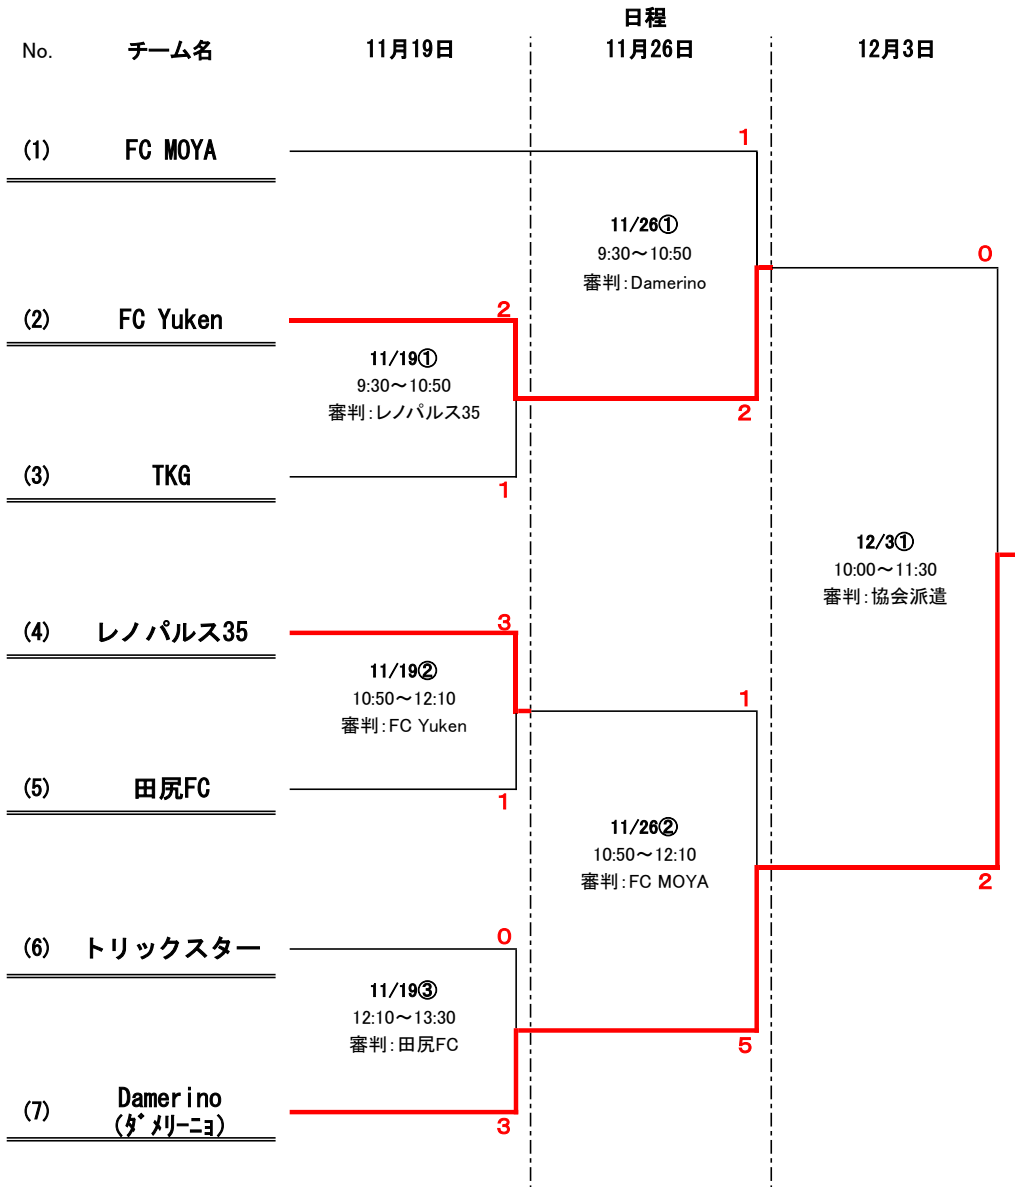 日程
No. チーム名 11月19日 11月26日 12月3日
1
(1) FC MOYA
11/26①
9:30～10:50
審判：Damerino
0
2
(2) FC Yuken
11/19①
9:30～10:50
審判：レノパルス35
2
(3) TKG
1
12/3①
10:00～11:30
審判：協会派遣
3
(4) レノパルス35
11/19②
10:50～12:10
審判：FC Yuken
1
(5) 田尻FC
1
11/26②
10:50～12:10
審判：FC MOYA
2
0
(6) トリックスター
11/19③
12:10～13:30
審判：田尻FC
5
(7) Damerino
(ﾀﾞﾒﾘｰﾆｮ)
3